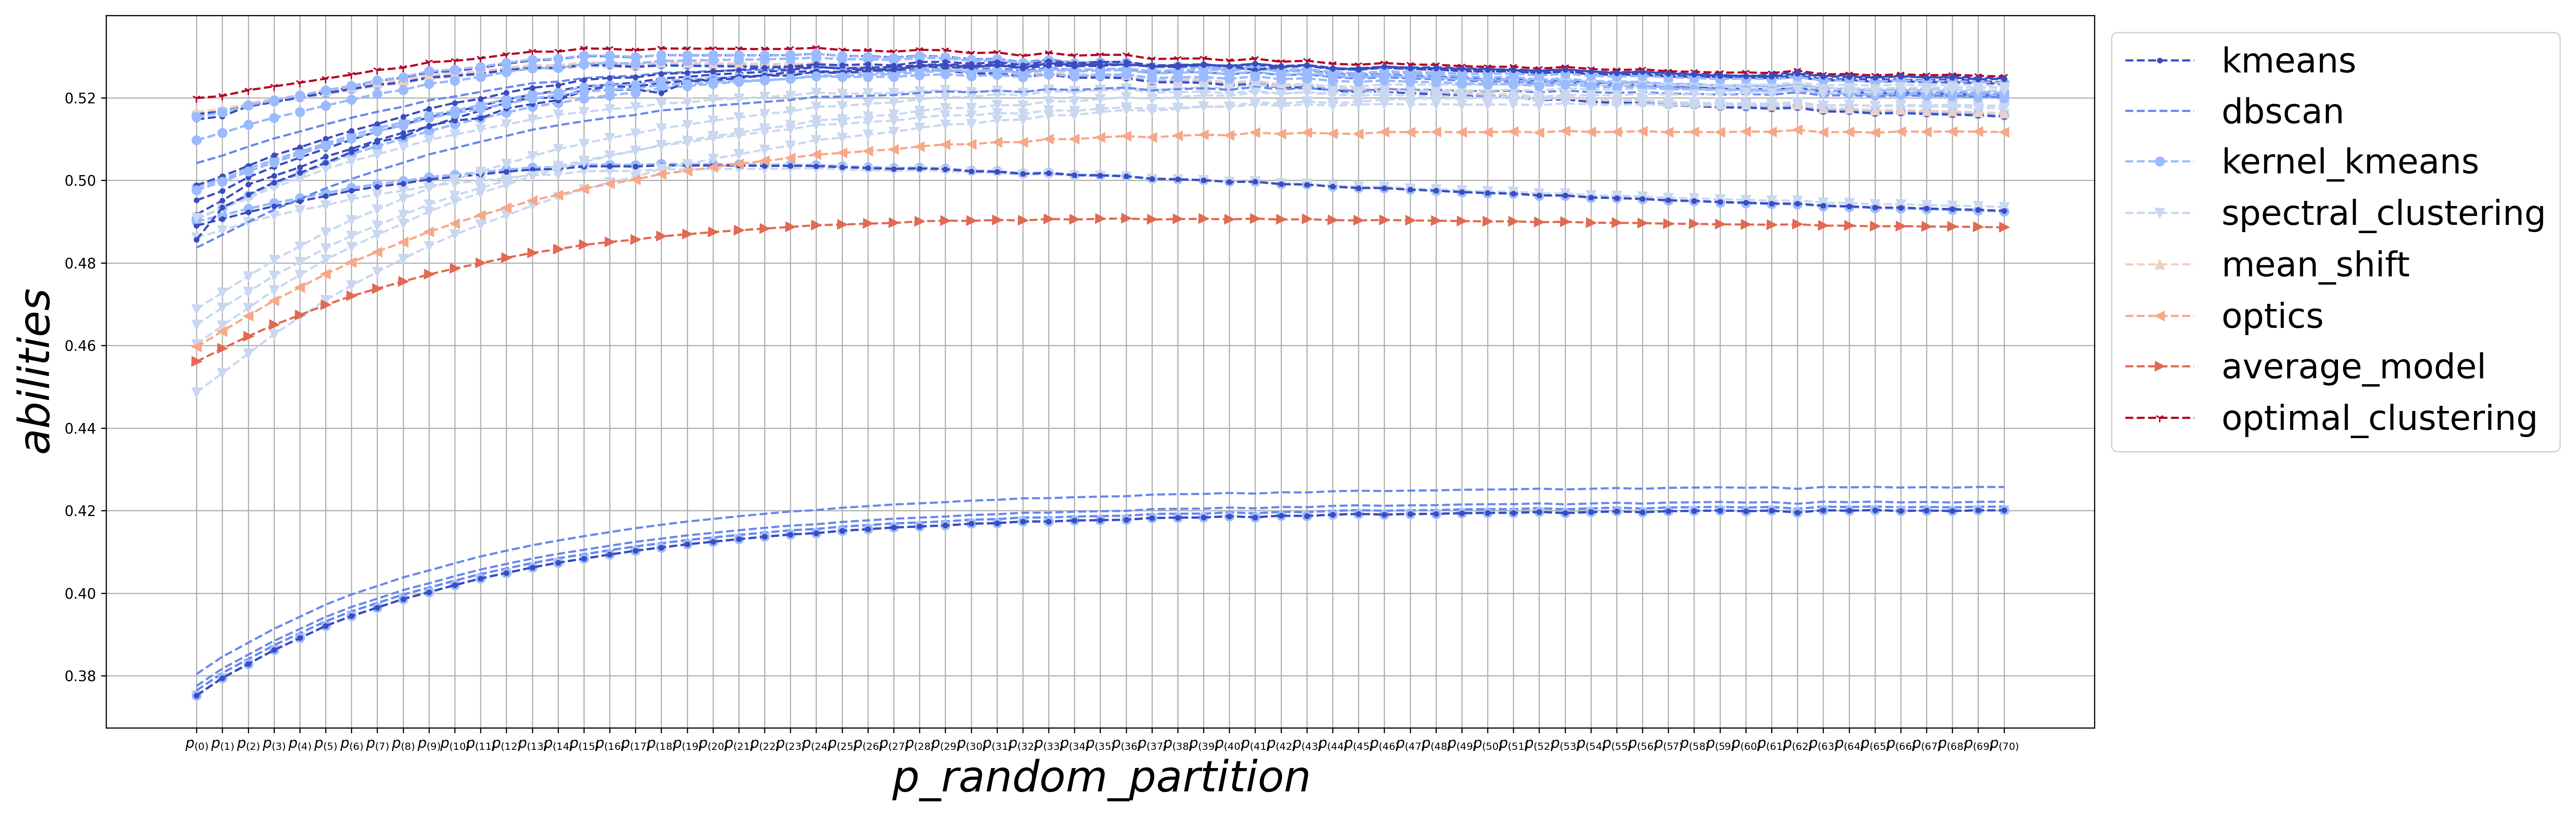 abilities
0.52
0.50
0.48
0.46
0.44
0.42
0.40
0.38
p(0) p(1) p(2) p(3) p(4) p(5) p(6) p(7) p(8) p(9) p(10) p(11) p(12) p(13) p(14) p(15) p(16) p(17) p(18) p(19) p(20) p(21) p(22) p(23) p(24) p(25) p(26) p(27) p(28) p(29) p(30) p(31) p(32) p(33) p(34) p(35) p(36) p(37) p(38) p(39) p(40) p(41) p(42) p(43) p(44) p(45) p(46) p(47) p(48) p(49) p(50) p(51) p(52) p(53) p(54) p(55) p(56) p(57) p(58) p(59) p(60) p(61) p(62) p(63) p(64) p(65) p(66) p(67) p(68) p(69) p(70)
p_random_partition
kmeans
dbscan
kernel_kmeans
spectral_clustering
mean_shift
optics
average_model
optimal_clustering